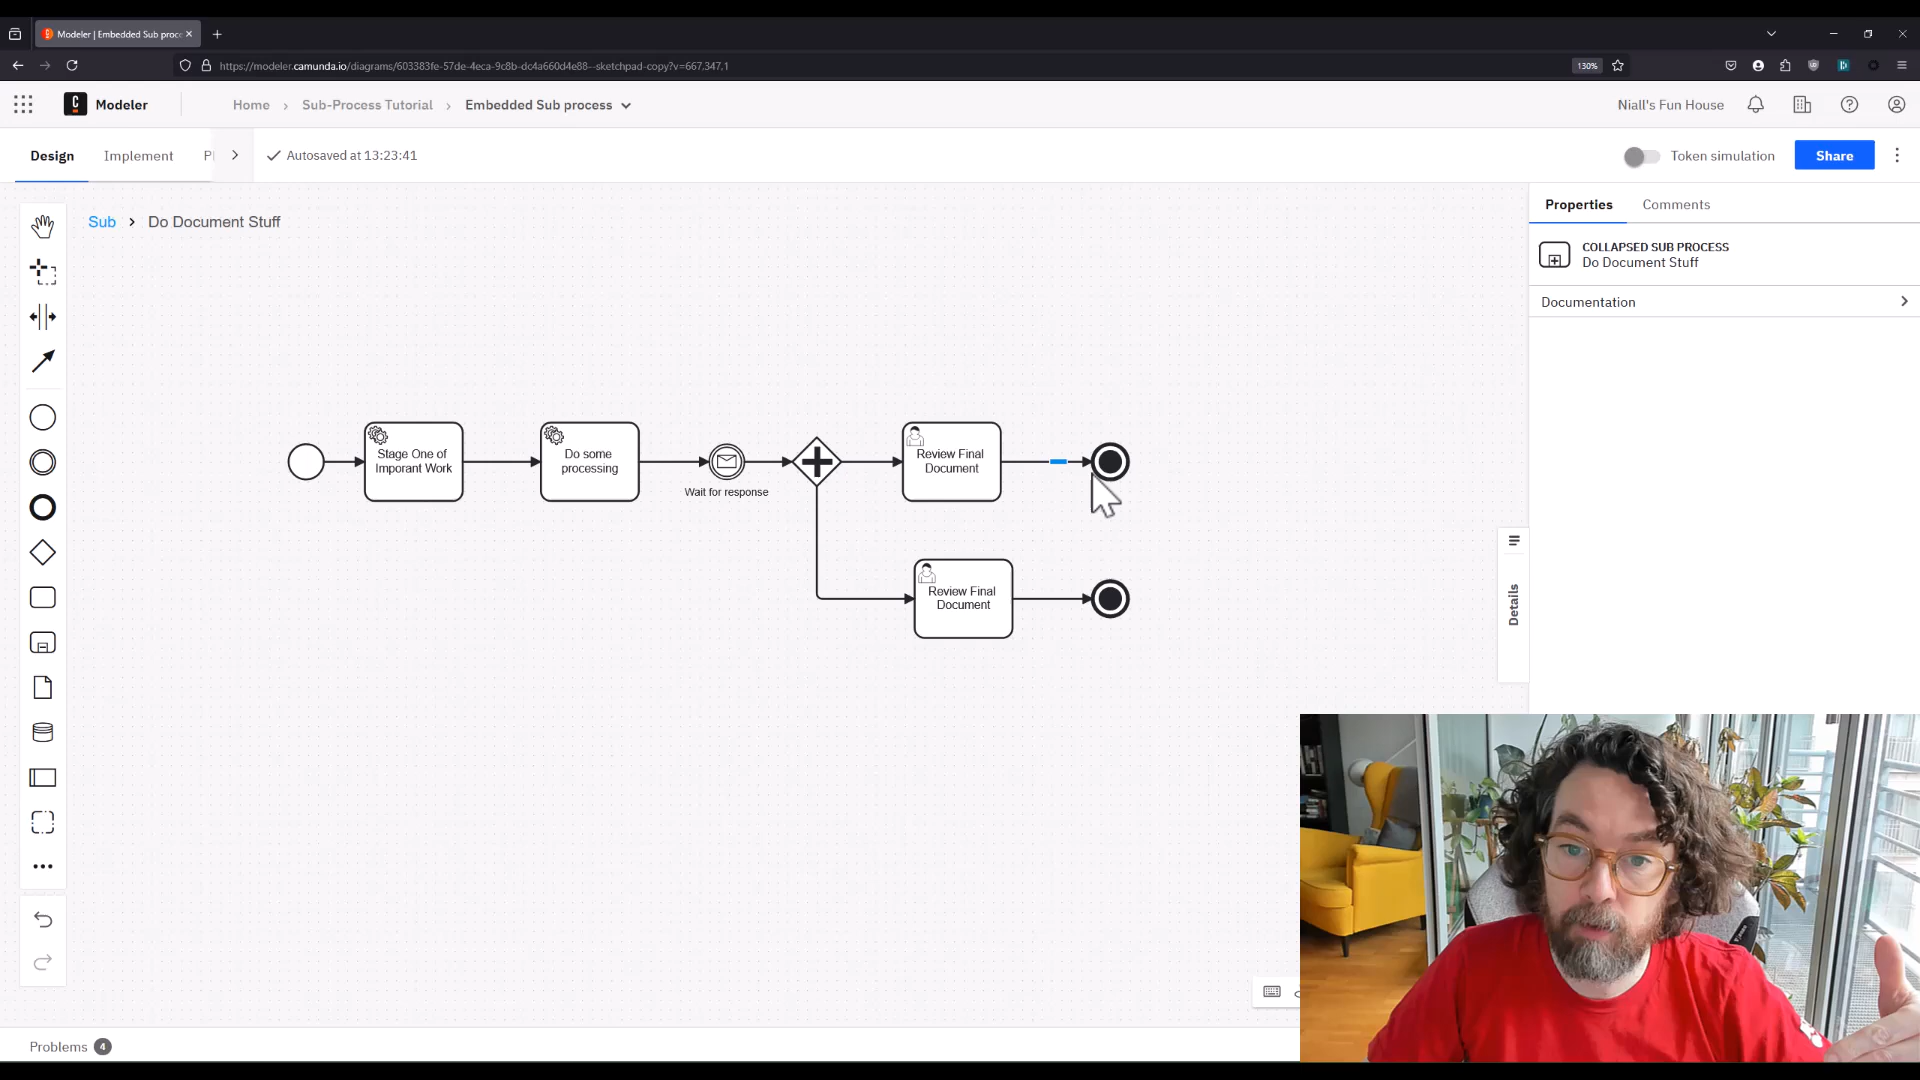 Modeler | Embedded Sub proc
https://modeler.camunda.io/diagrams/603383fe-57de-4eca-9c8b-dc4a660d4e88--sketchpad-copy?v=667,347,1
130%
Modeler
Home
Sub-Process Tutorial
Embedded Sub process
Niall's Fun House
Design
Implement
Autosaved at 13:23:41
Token simulation
Share
Sub
Do Document Stuff
Properties
Comments
COLLAPSED SUB PROCESS
Do Document Stuff
Documentation
Stage One of
Imporant Work
Do some
processing
Wait for response
Review Final
Document
Review Final
Document
Details
Problems 4